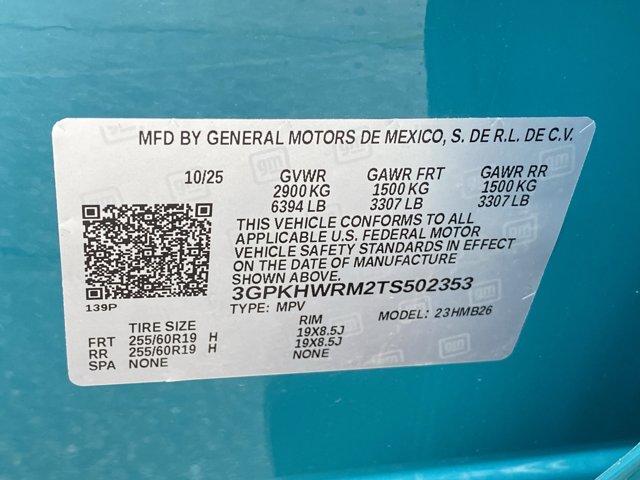 MFD BY GENERAL MOTORS DE MEXICO, S. DE R.L. DE C.V.
10/25 GVWR GAWR FRT GAWR RR
2900 KG 1500 KG 1500 KG
6394 LB 3307 LB 3307 LB
THIS VEHICLE CONFORMS TO ALL
APPLICABLE U.S. FEDERAL MOTOR
VEHICLE SAFETY STANDARDS IN EFFECT
ON THE DATE OF MANUFACTURE
SHOWN ABOVE.
3GPKHWRM2TS502353
139P TYPE: MPV MODEL: 23HMB26
TIRE SIZE RIM
FRT 255/60R19 H 19X8.5J
RR 255/60R19 H 19X8.5J
SPA NONE NONE